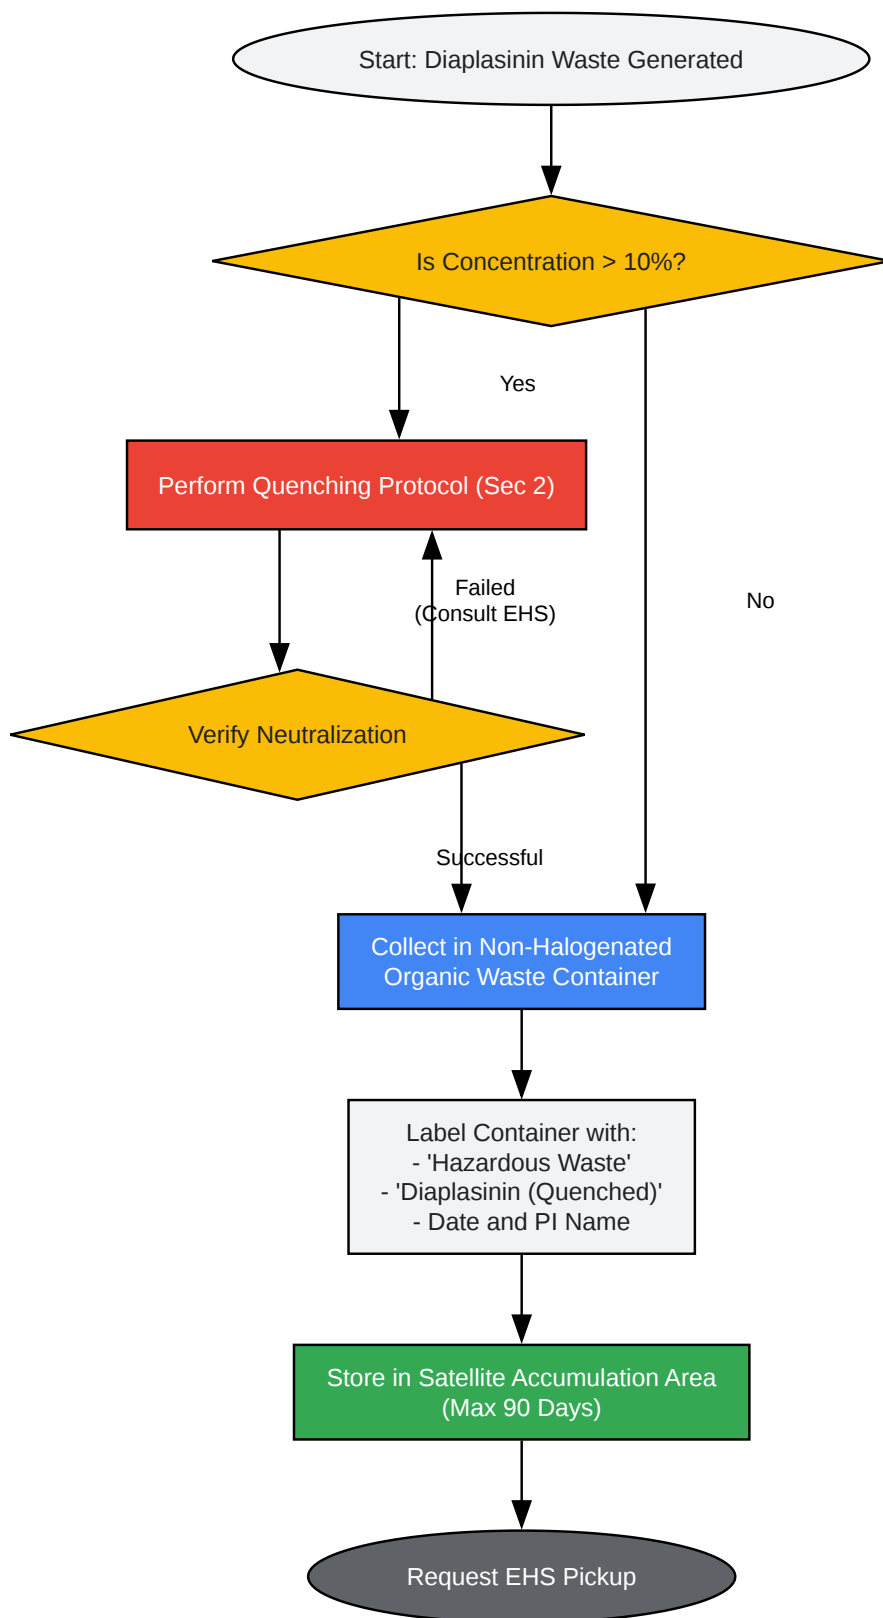 Start: Diaplasinin Waste Generated
Is Concentration > 10%?
Yes
Perform Quenching Protocol (Sec 2)
Failed
(Consult EHS)
No
Verify Neutralization
Successful
Collect in Non-Halogenated
Organic Waste Container
Label Container with:
- 'Hazardous Waste'
- 'Diaplasinin (Quenched)'
- Date and PI Name
Store in Satellite Accumulation Area
(Max 90 Days)
Request EHS Pickup